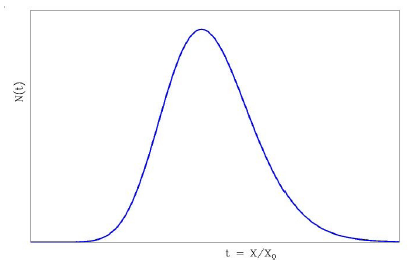 N(t)
t = X/X₀